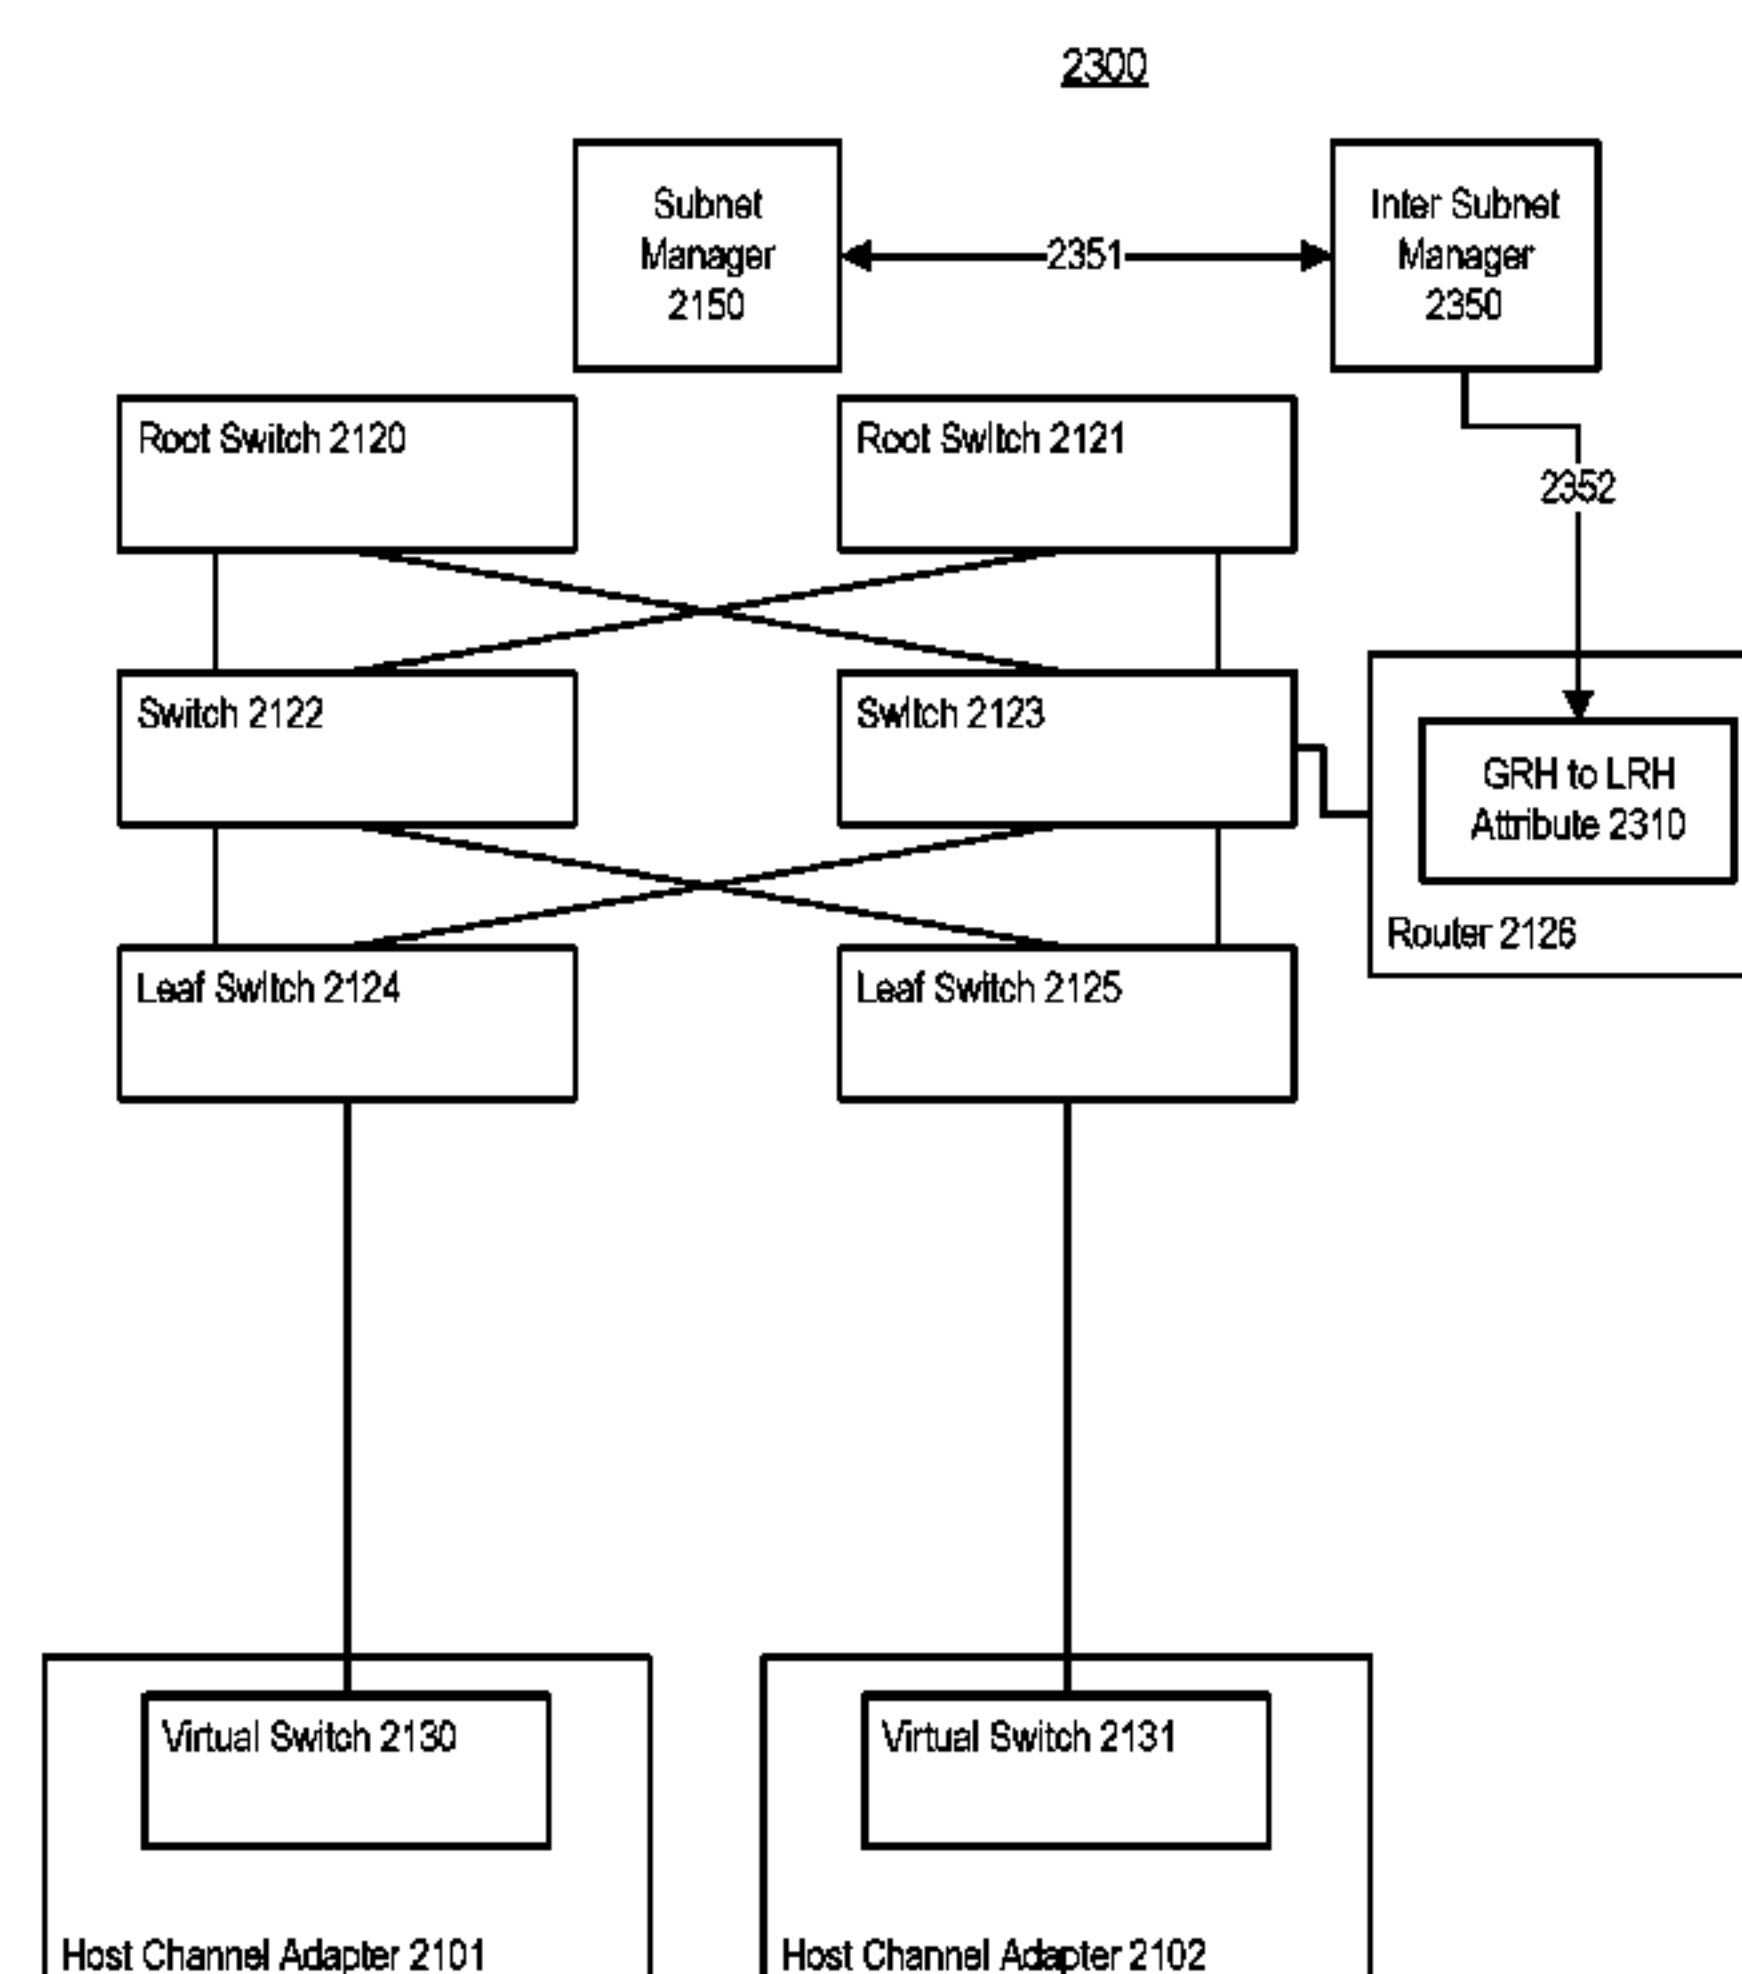 2300
Subnet
Manager
2150
2351
Inter Subnet
Manager
2350
Root Switch 2120
Root Switch 2121
2352
Switch 2122
Switch 2123
GRH to LRH
Attribute 2310
Router 2126
Leaf Switch 2124
Leaf Switch 2125
Virtual Switch 2130
Virtual Switch 2131
Host Channel Adapter 2101
Host Channel Adapter 2102